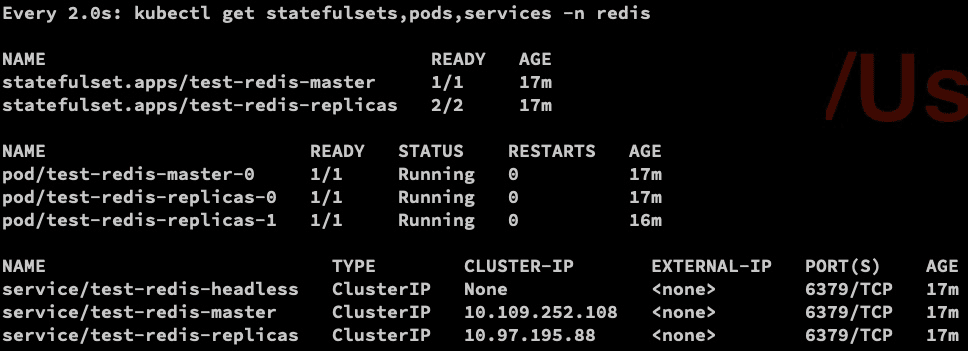 Every 2.0s: kubectl get statefulsets,pods,services -n redis
NAME READY AGE
statefulset.apps/test-redis-master 1/1 17m
statefulset.apps/test-redis-replicas 2/2 17m
/Us
NAME READY STATUS RESTARTS AGE
pod/test-redis-master-0 1/1 Running 0 17m
pod/test-redis-replicas-0 1/1 Running 0 17m
pod/test-redis-replicas-1 1/1 Running 0 16m
NAME TYPE CLUSTER-IP EXTERNAL-IP PORT(S) AGE
service/test-redis-headless ClusterIP None <none> 6379/TCP 17m
service/test-redis-master ClusterIP 10.109.252.108 <none> 6379/TCP 17m
service/test-redis-replicas ClusterIP 10.97.195.88 <none> 6379/TCP 17m